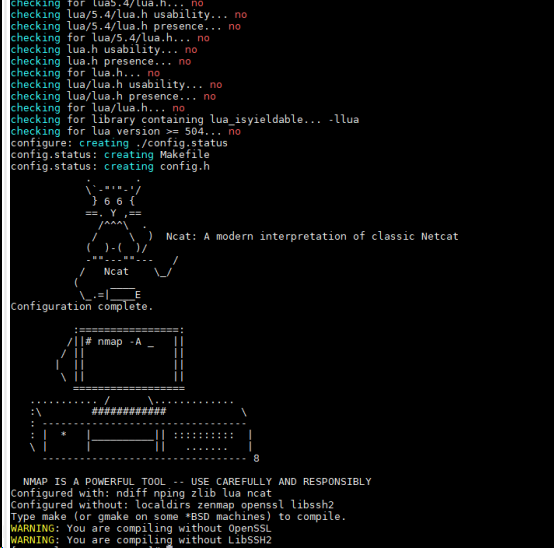 checking for lua5.4/lua.h... no
checking lua/5.4/lua.h usability... no
checking lua/5.4/lua.h presence... no
checking for lua/5.4/lua.h... no
checking lua.h usability... no
checking lua.h presence... no
checking for lua.h... no
checking lua/lua.h usability... no
checking lua/lua.h presence... no
checking for lua/lua.h... no
checking for library containing lua_isyieldable... -llua
checking for lua version >= 504... no
configure: creating ./config.status
config.status: creating Makefile
config.status: creating config.h
            .       .
            \`-"'"-'/
             } 6 6 {
            ==. Y ,==
              /^^^\  .
             /     \  )  Ncat: A modern interpretation of classic Netcat
            (  )-(  )/
            -""---""---   /
           /   Ncat    \_/
          (     ____
           \_.=|____E
Configuration complete.
          :================:
         /||# nmap -A _   ||
        / ||              ||
       |  ||              ||
        \ ||              ||
          ==================
   ........... /      \.............
   :\        ############            \
   : ---------------------------------
   : |  *   |__________|| ::::::::::  |
   \ |      |          ||   .......   |
     --------------------------------- 8
  NMAP IS A POWERFUL TOOL -- USE CAREFULLY AND RESPONSIBLY
Configured with: ndiff nping zlib lua ncat
Configured without: localdirs zenmap openssl libssh2
Type make (or gmake on some *BSD machines) to compile.
WARNING: You are compiling without OpenSSL
WARNING: You are compiling without LibSSH2